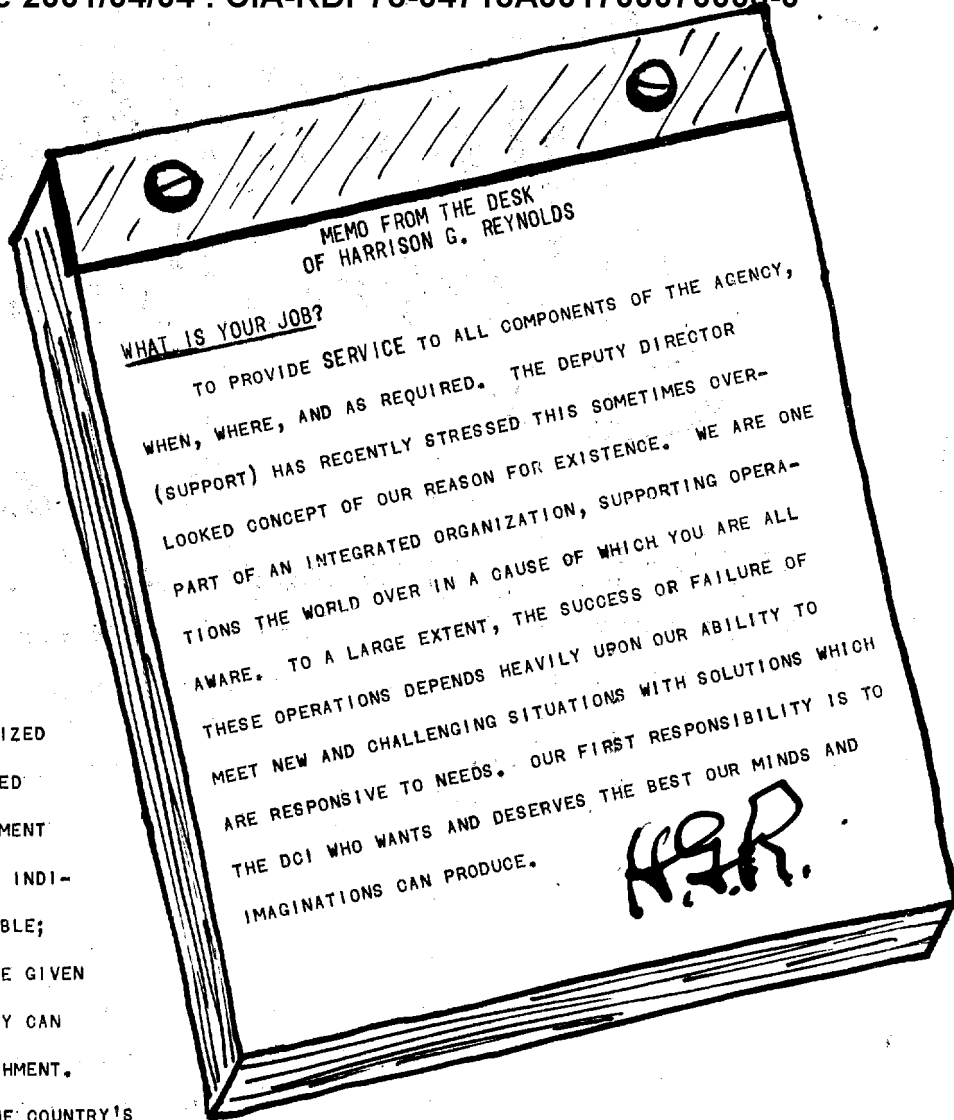 2001/04/04 : CIA-RDP78-04718A001700070006-
MEMO FROM THE DESK
OF HARRISON G. REYNOLDS
WHAT IS YOUR JOB?
TO PROVIDE SERVICE TO ALL COMPONENTS OF THE AGENCY,
WHEN, WHERE, AND AS REQUIRED. THE DEPUTY DIRECTOR
(SUPPORT) HAS RECENTLY STRESSED THIS SOMETIMES OVER-
LOOKED CONCEPT OF OUR REASON FOR EXISTENCE. WE ARE ONE
PART OF AN INTEGRATED ORGANIZATION, SUPPORTING OPERA-
TIONS THE WORLD OVER IN A CAUSE OF WHICH YOU ARE ALL
AWARE. TO A LARGE EXTENT, THE SUCCESS OR FAILURE OF
THESE OPERATIONS DEPENDS HEAVILY UPON OUR ABILITY TO
MEET NEW AND CHALLENGING SITUATIONS WITH SOLUTIONS WHICH
ARE RESPONSIVE TO NEEDS. OUR FIRST RESPONSIBILITY IS TO
THE DCI WHO WANTS AND DESERVES THE BEST OUR MINDS AND
IMAGINATIONS CAN PRODUCE.
H.G.R.
IZED
ED
MENT
INDI-
BLE;
E GIVEN
Y CAN
HMENT.
COUNTRY'S